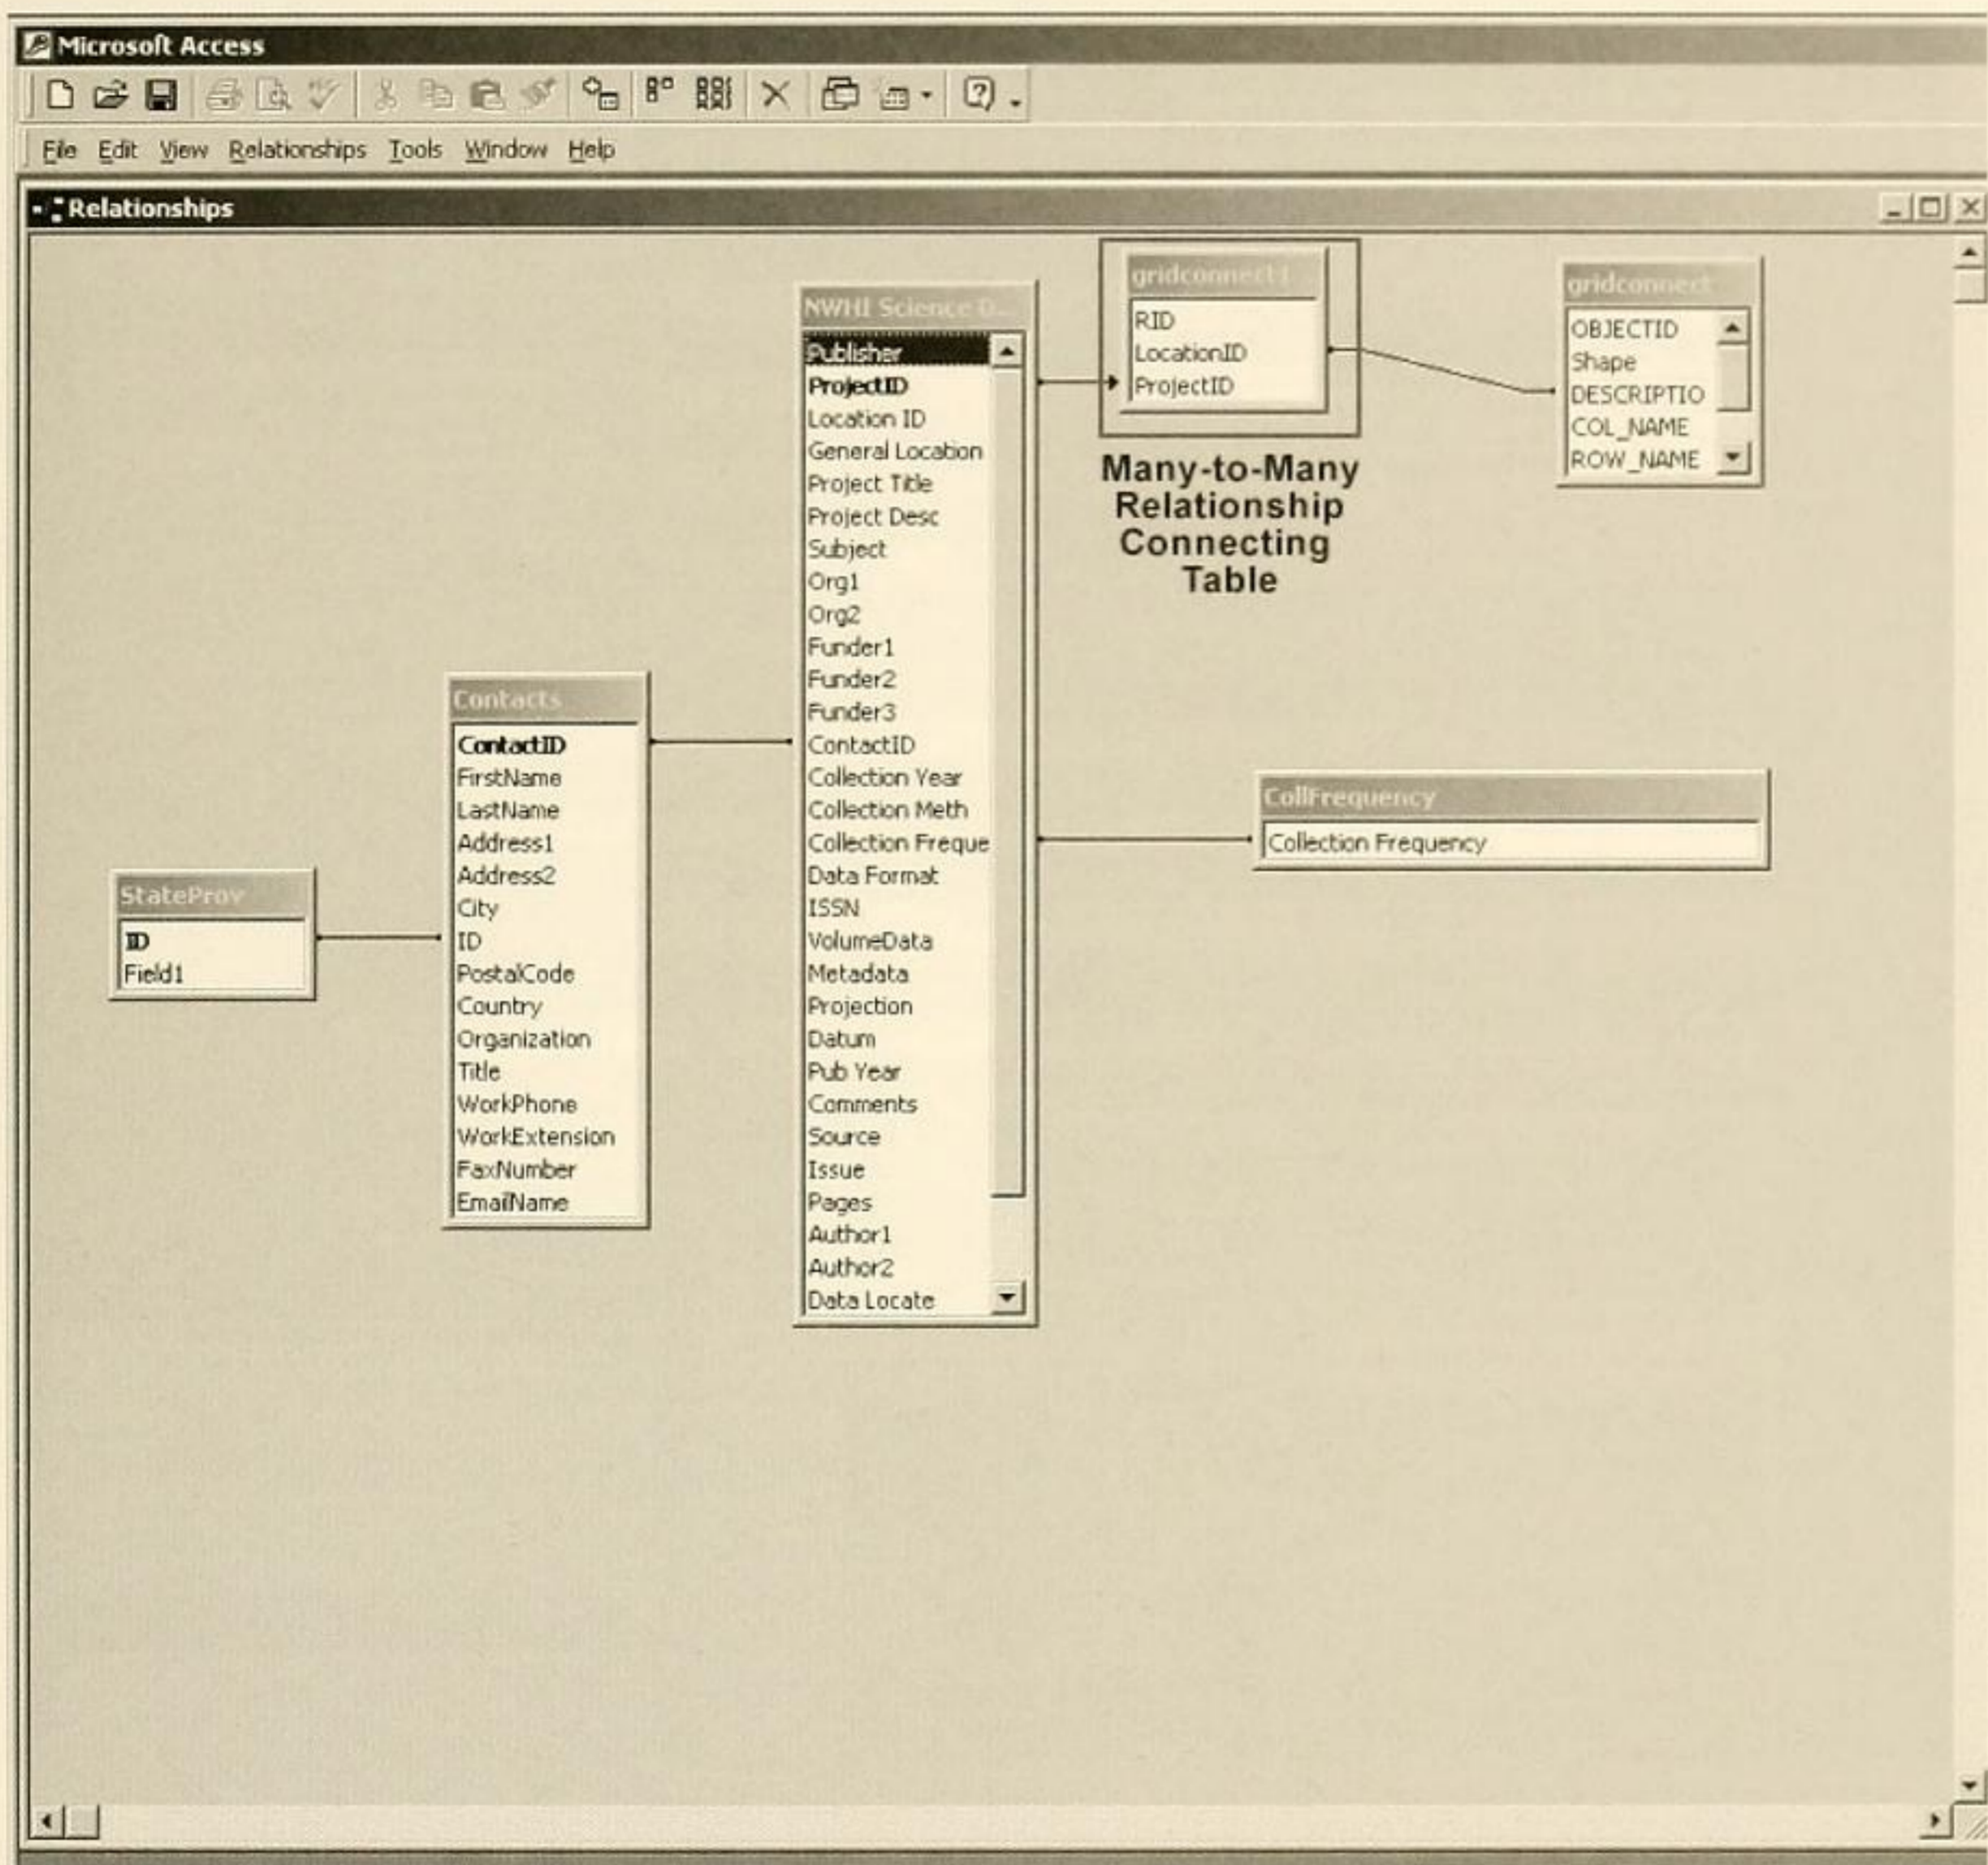 Microsoft Access
File Edit View Relationships Tools Window Help
Relationships
StateProv
ID
Field1
Contacts
ContactID
FirstName
LastName
Address1
Address2
City
ID
PostalCode
Country
Organization
Title
WorkPhone
WorkExtension
FaxNumber
EmailName
NWHI Science D...
Publisher
ProjectID
Location ID
General Location
Project Title
Project Desc
Subject
Org1
Org2
Funder1
Funder2
Funder3
ContactID
Collection Year
Collection Meth
Collection Freque
Data Format
ISSN
VolumeData
Metadata
Projection
Datum
Pub Year
Comments
Source
Issue
Pages
Author1
Author2
Data Locate
gridconnect1
RID
LocationID
ProjectID
Many-to-Many
Relationship
Connecting
Table
gridconnect
OBJECTID
Shape
DESCRIPTIO
COL_NAME
ROW_NAME
CollFrequency
Collection Frequency